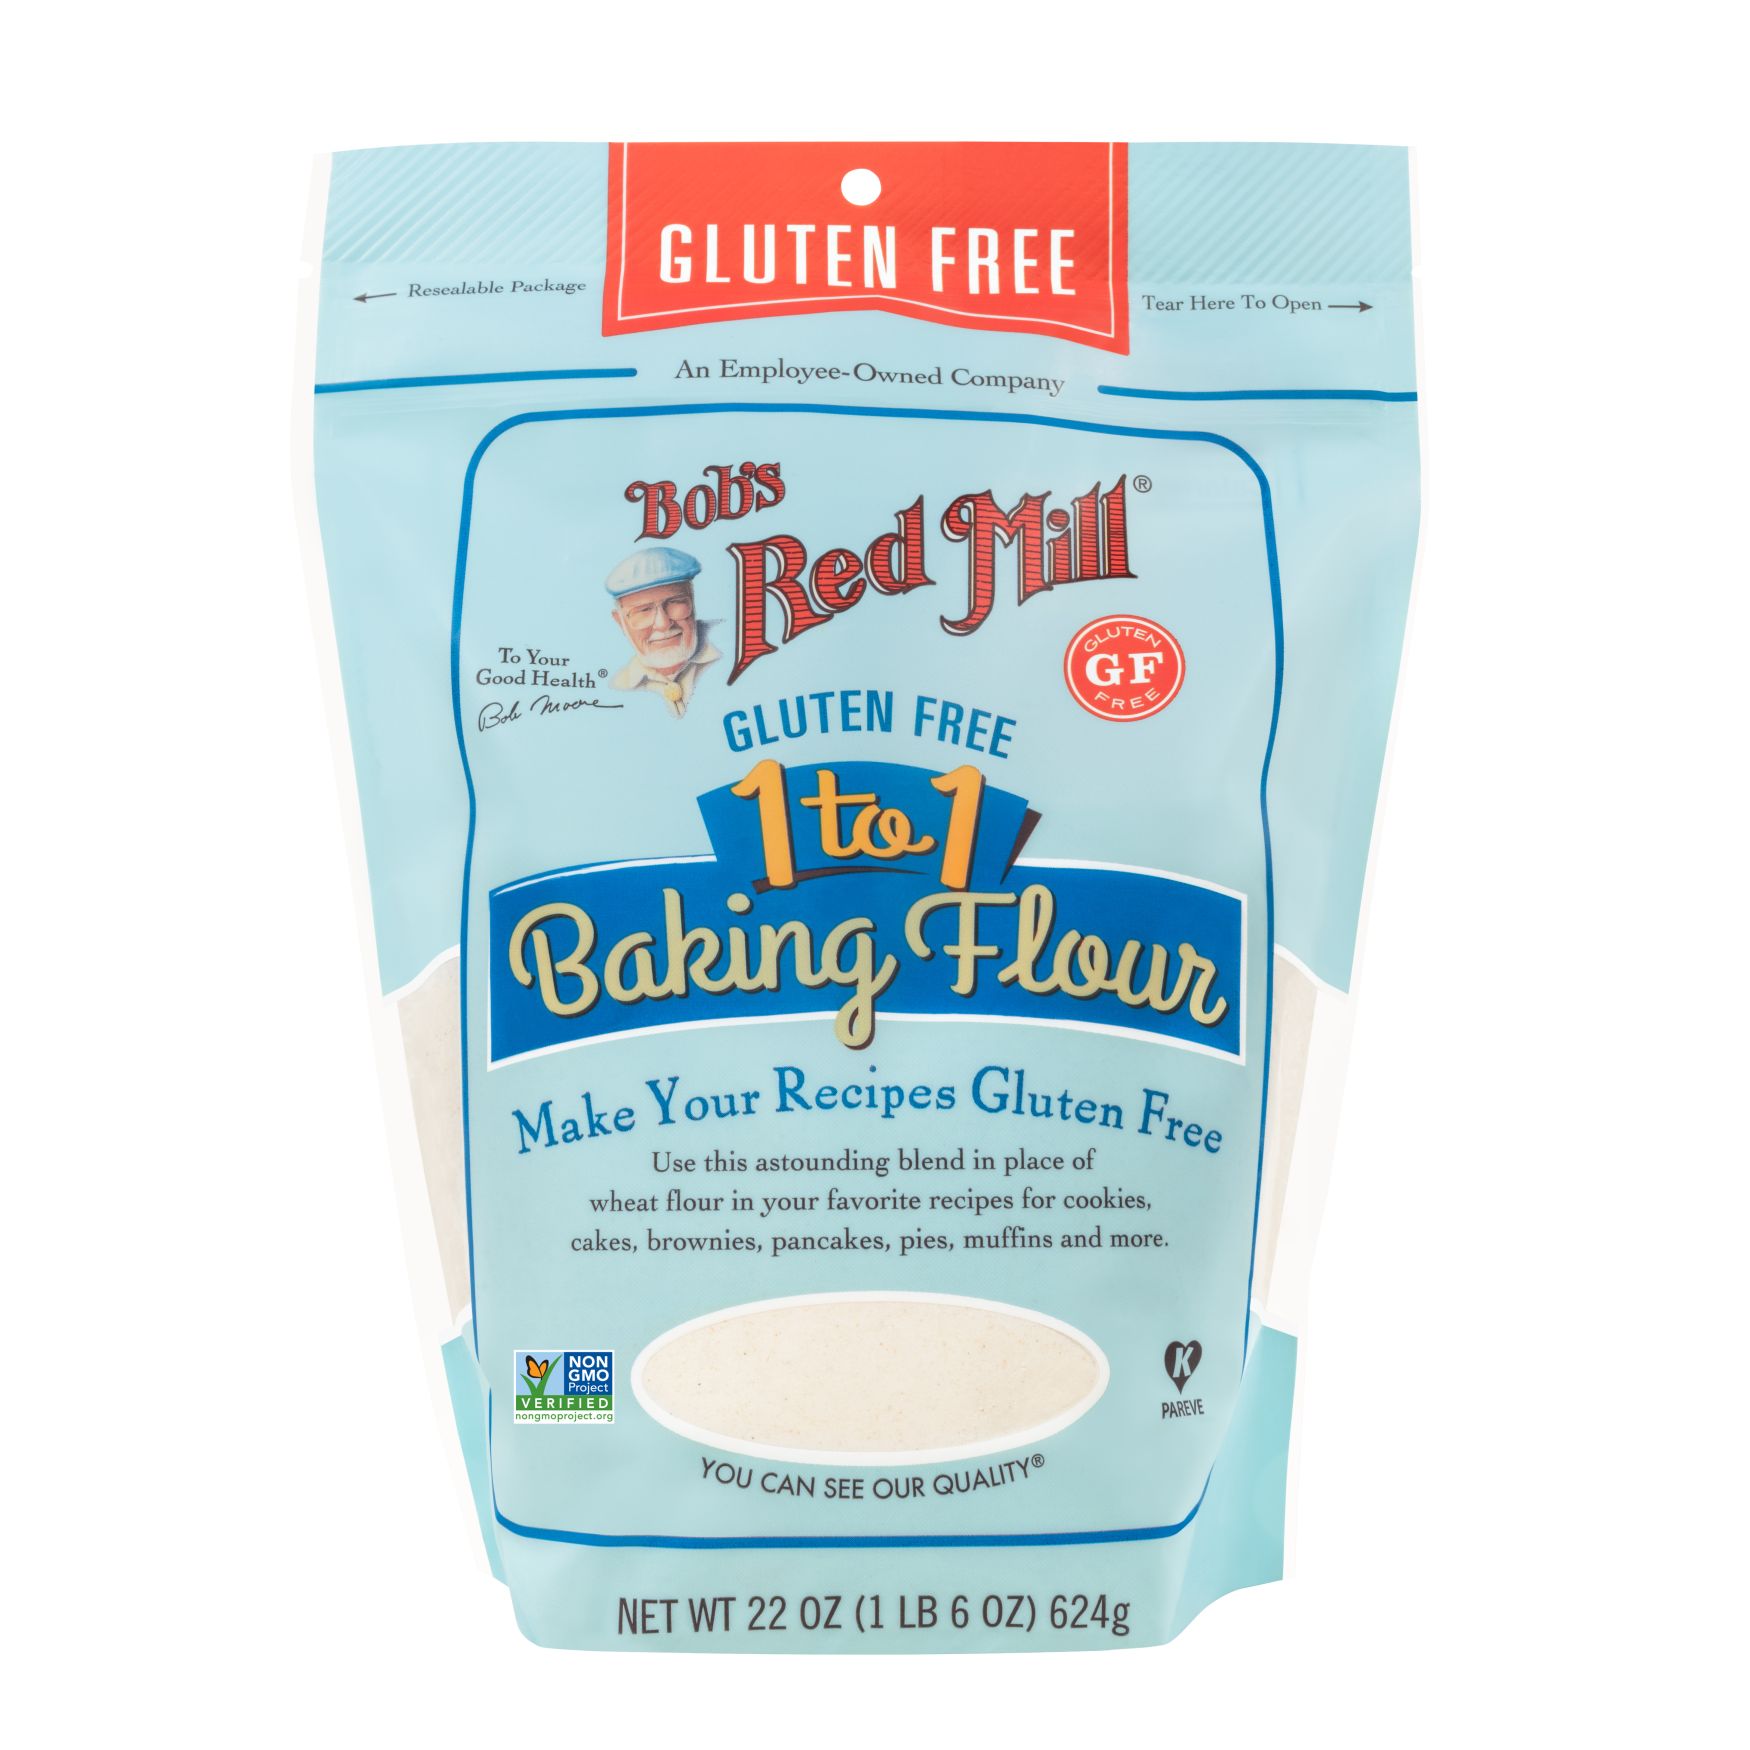 GLUTEN FREE
Resealable Package
Tear Here To Open
An Employee-Owned Company
Bob's
Red Mill®
To Your
Good Health®
Bob Moore
GLUTEN
GF
FREE
GLUTEN FREE
1 to 1
Baking Flour
Make Your Recipes Gluten Free
Use this astounding blend in place of
wheat flour in your favorite recipes for cookies,
cakes, brownies, pancakes, pies, muffins and more.
NON
GMO
Project
VERIFIED
nongmoproject.org
K
PAREVE
YOU CAN SEE OUR QUALITY®
NET WT 22 OZ (1 LB 6 OZ) 624g